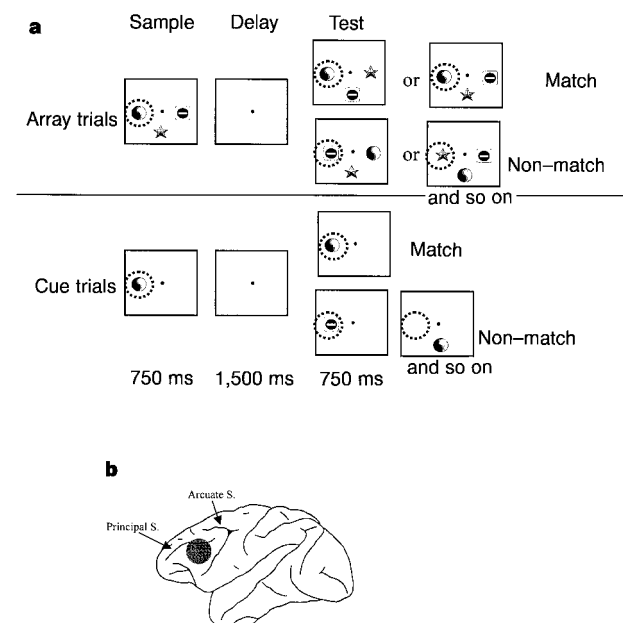 a
Sample Delay Test
or Match
Array trials
or Non–match
and so on
Match
Cue trials
Non–match
and so on
750 ms 1,500 ms 750 ms
b
Arcuate S.
Principal S.